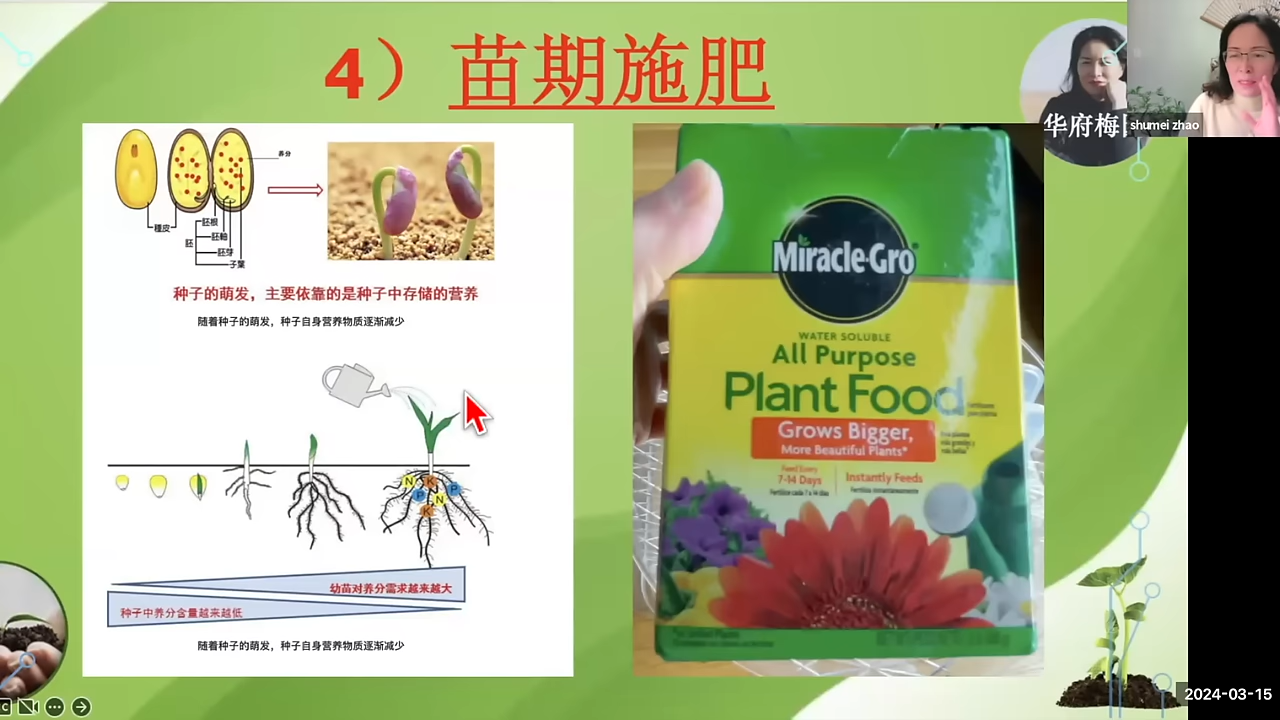 4）苗期施肥
华府梅
shumei zhao
养分
種皮
胚
胚根
胚軸
胚芽
子葉
种子的萌发，主要依靠的是种子中存储的营养
随着种子的萌发，种子自身营养物质逐渐减少
N K P
P N
K
幼苗对养分需求越来越大
种子中养分含量越来越低
随着种子的萌发，种子自身营养物质逐渐减少
Miracle-Gro
WATER SOLUBLE
All Purpose
Plant Food
Grows Bigger,
More Beautiful Plants*
Feed Every
7-14 Days
Instantly Feeds
2024-03-15